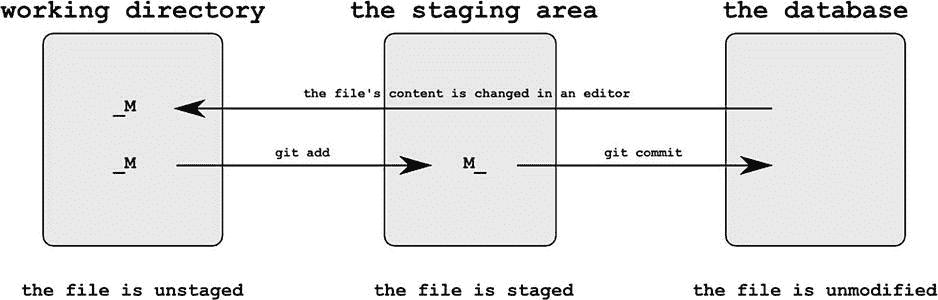 working directory the staging area the database
the file's content is changed in an editor
_M
git add git commit
_M M_
the file is unstaged the file is staged the file is unmodified